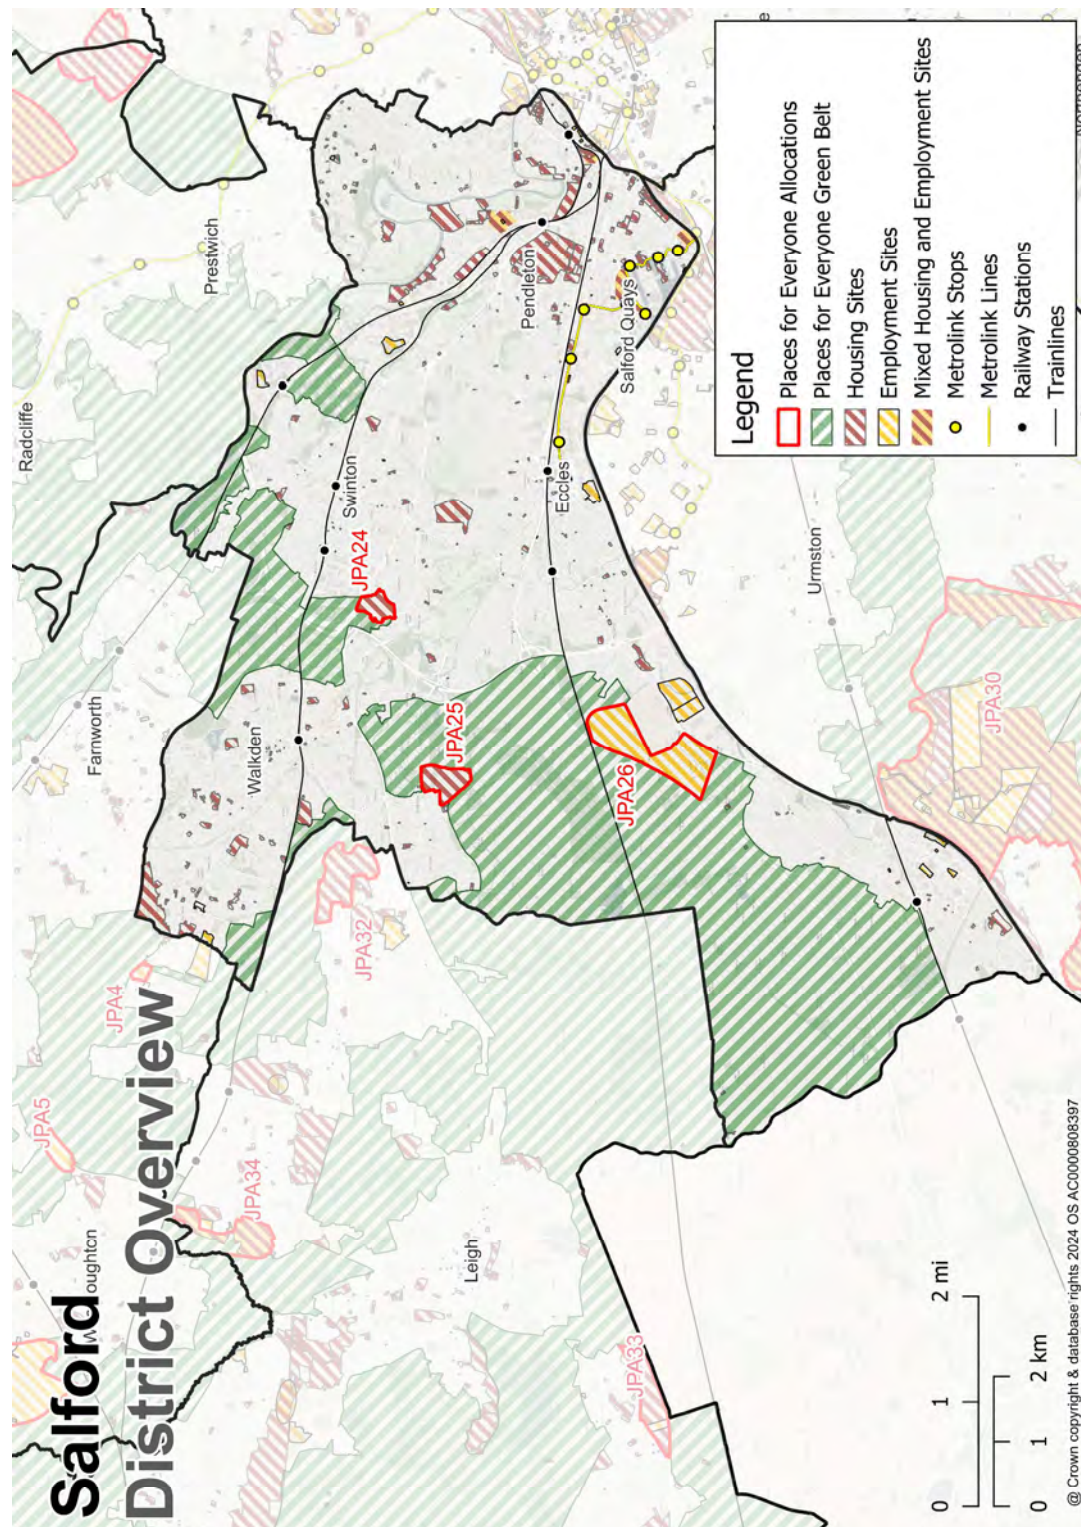 Salford
District Overview
JPA5
JPA4
JPA34
JPA32
JPA33
JPA24
JPA25
JPA26
JPA30
oughton
Leigh
Farnworth
Walkden
Radcliffe
Prestwich
Swinton
Pendleton
Eccles
Salford Quays
Urmston
Legend
Places for Everyone Allocations
Places for Everyone Green Belt
Housing Sites
Employment Sites
Mixed Housing and Employment Sites
Metrolink Stops
Metrolink Lines
Railway Stations
Trainlines
0 1 2 mi
0 1 2 km
@ Crown copyright & database rights 2024 OS AC0000808397